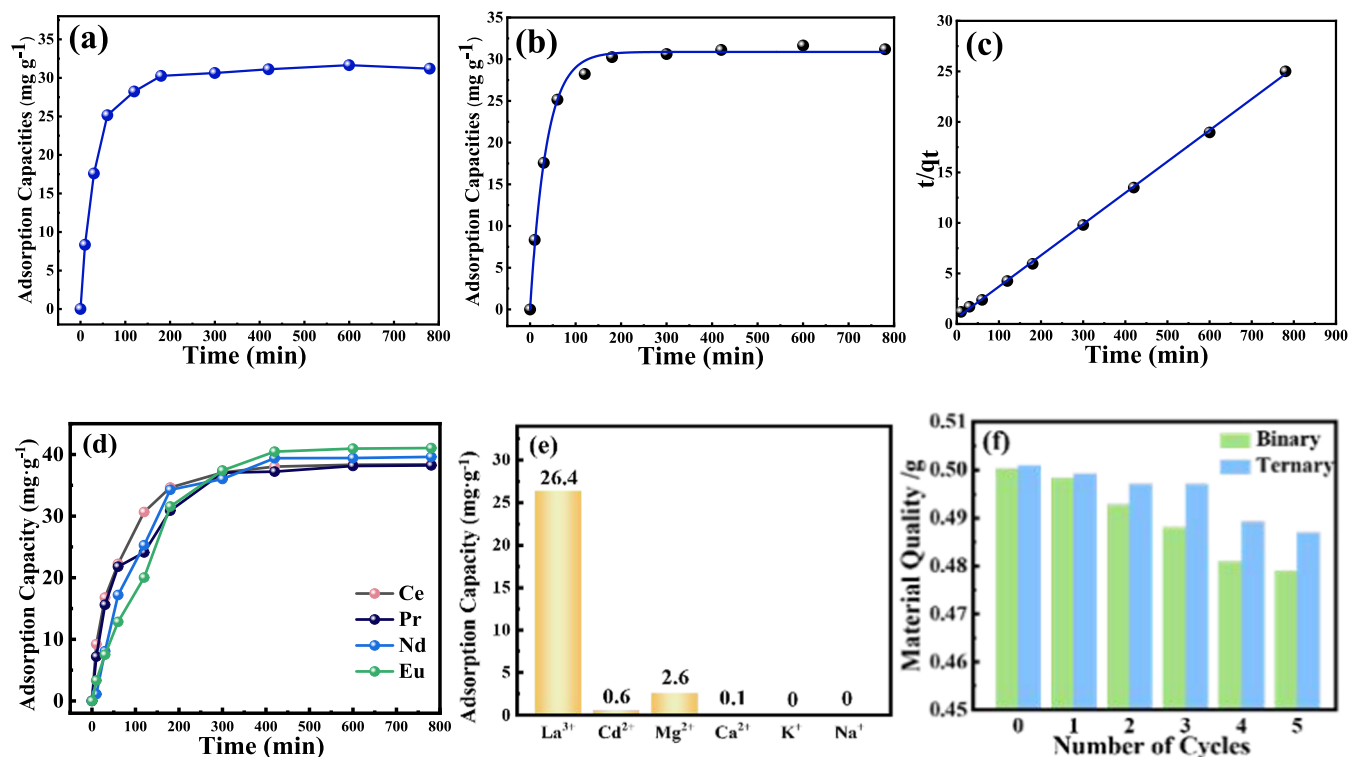 (a)
Adsorption Capacities (mg g⁻¹)
35
30
25
20
15
10
5
0
0 100 200 300 400 500 600 700 800
Time (min)
(b)
Adsorption Capacities (mg g⁻¹)
35
30
25
20
15
10
5
0
0 100 200 300 400 500 600 700 800
Time (min)
(c)
t/qt
30
25
20
15
10
5
0
0 100 200 300 400 500 600 700 800 900
Time (min)
(d)
Adsorption Capacity (mg·g⁻¹)
40
30
20
10
0
Ce
Pr
Nd
Eu
0 100 200 300 400 500 600 700 800
Time (min)
(e)
Adsorption Capacity (mg·g⁻¹)
30
25
20
15
10
5
0
26.4
0.6
2.6
0.1
0
0
La³⁺ Cd²⁺ Mg²⁺ Ca²⁺ K⁺ Na⁺
(f)
Material Quality /g
0.51
0.50
0.49
0.48
0.47
0.46
0.45
Binary
Ternary
0 1 2 3 4 5
Number of Cycles